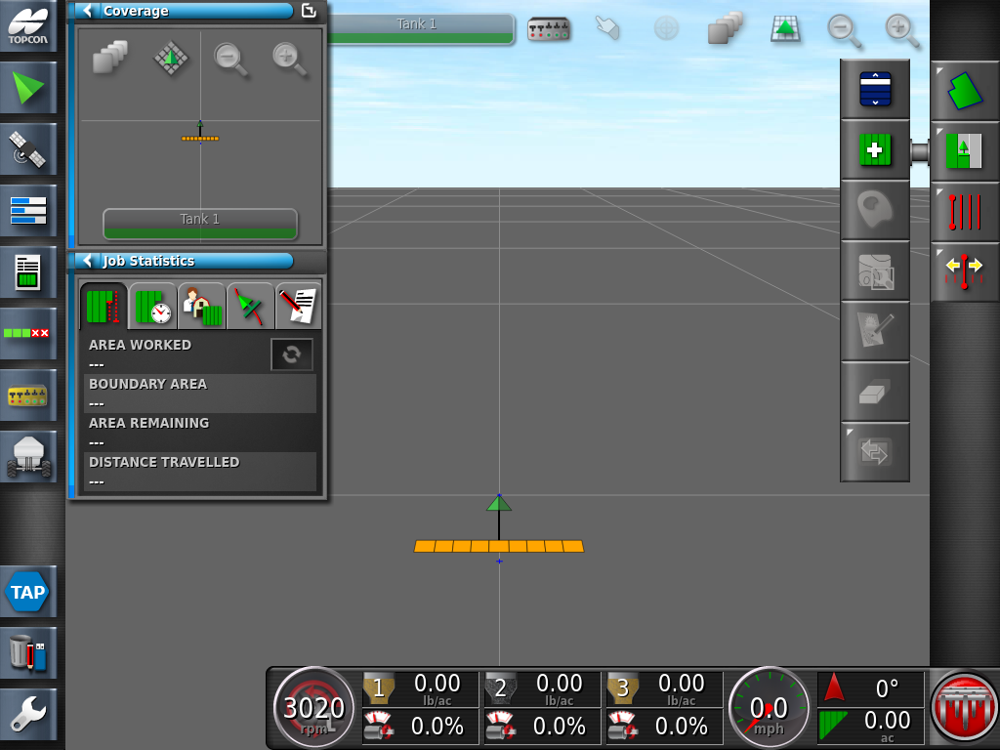 TOPCON
Coverage
Tank 1
Tank 1
Job Statistics
AREA WORKED
---
BOUNDARY AREA
---
AREA REMAINING
---
DISTANCE TRAVELLED
---
TAP
3020
rpm
1
0.00
lb/ac
0.0%
2
0.00
lb/ac
0.0%
3
0.00
lb/ac
0.0%
0.0
mph
0°
0.00
ac